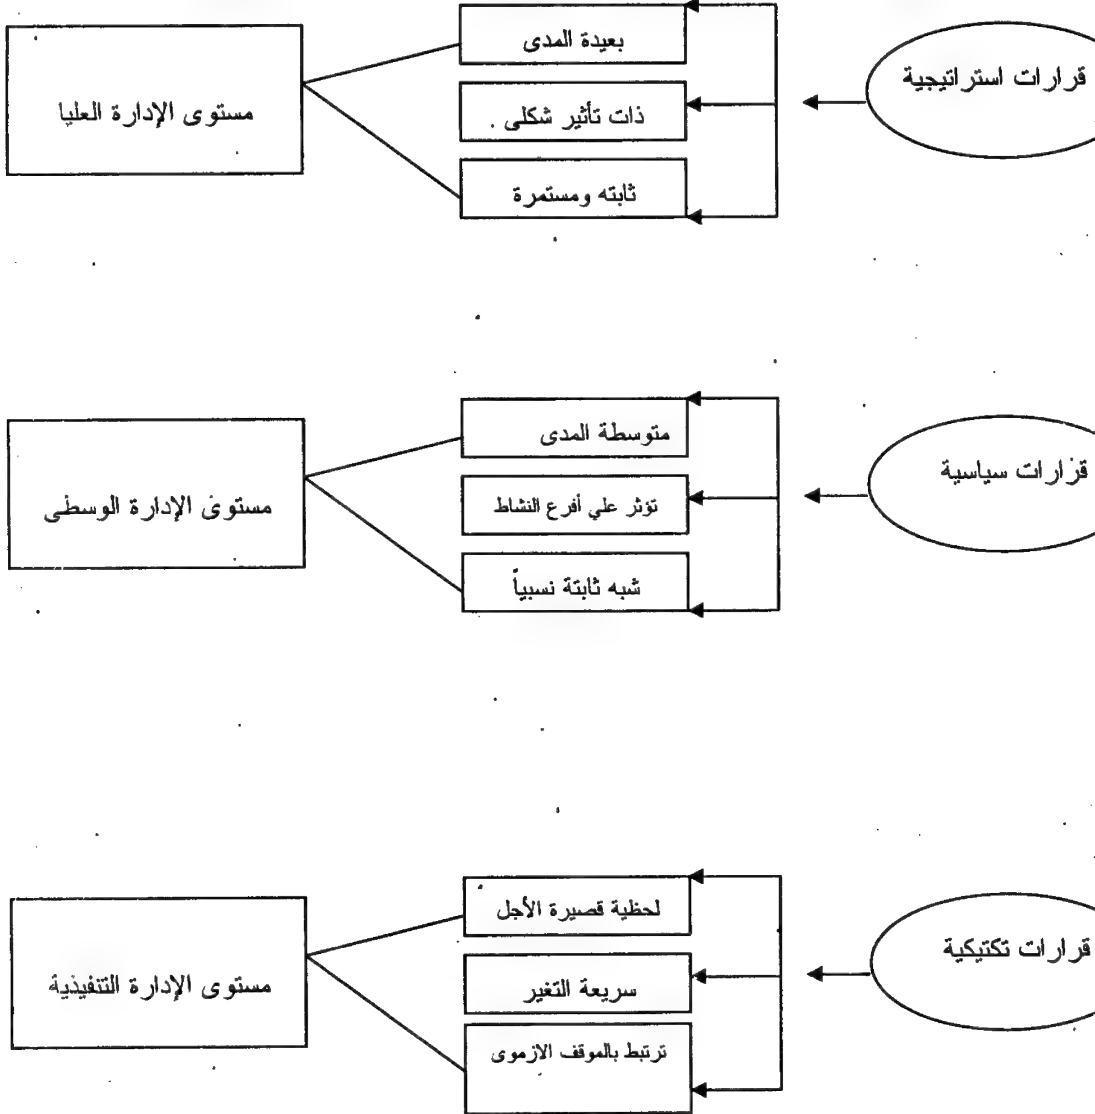 قرارات استراتيجية
بعيدة المدى
ذات تأثير شكلى
ثابته ومستمرة
مستوى الإدارة العليا
قرارات سياسية
متوسطة المدى
تؤثر علي أفرع النشاط
شبه ثابتة نسبياً
مستوى الإدارة الوسطى
قرارات تكتيكية
لحظية قصيرة الأجل
سريعة التغير
ترتبط بالموقف الازموى
مستوى الإدارة التنفيذية